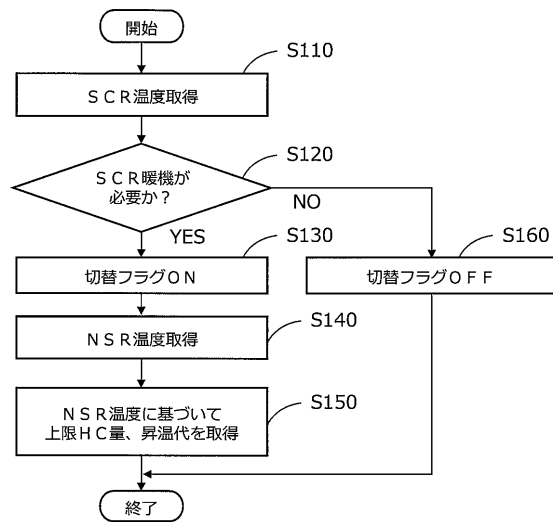 開始
S110
ＳＣＲ温度取得
S120
ＳＣＲ暖機が
必要か？
NO
YES
S130
切替フラグＯＮ
S160
切替フラグＯＦＦ
S140
ＮＳＲ温度取得
S150
ＮＳＲ温度に基づいて
上限ＨＣ量、昇温代を取得
終了